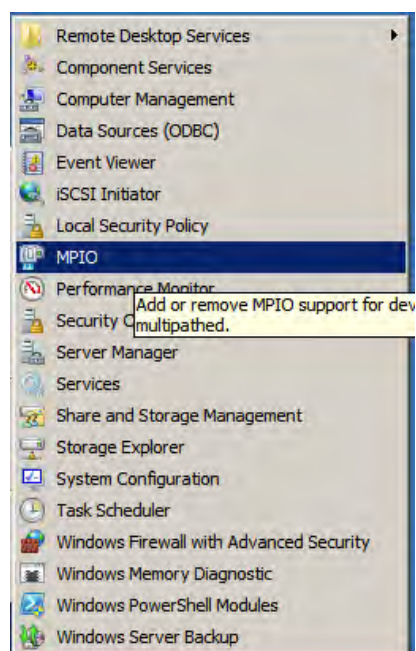 Remote Desktop Services
Component Services
Computer Management
Data Sources (ODBC)
Event Viewer
iSCSI Initiator
Local Security Policy
MPIO
Performance Monitor
Add or remove MPIO support for dev
Security C
multipathed.
Server Manager
Services
Share and Storage Management
Storage Explorer
System Configuration
Task Scheduler
Windows Firewall with Advanced Security
Windows Memory Diagnostic
Windows PowerShell Modules
Windows Server Backup